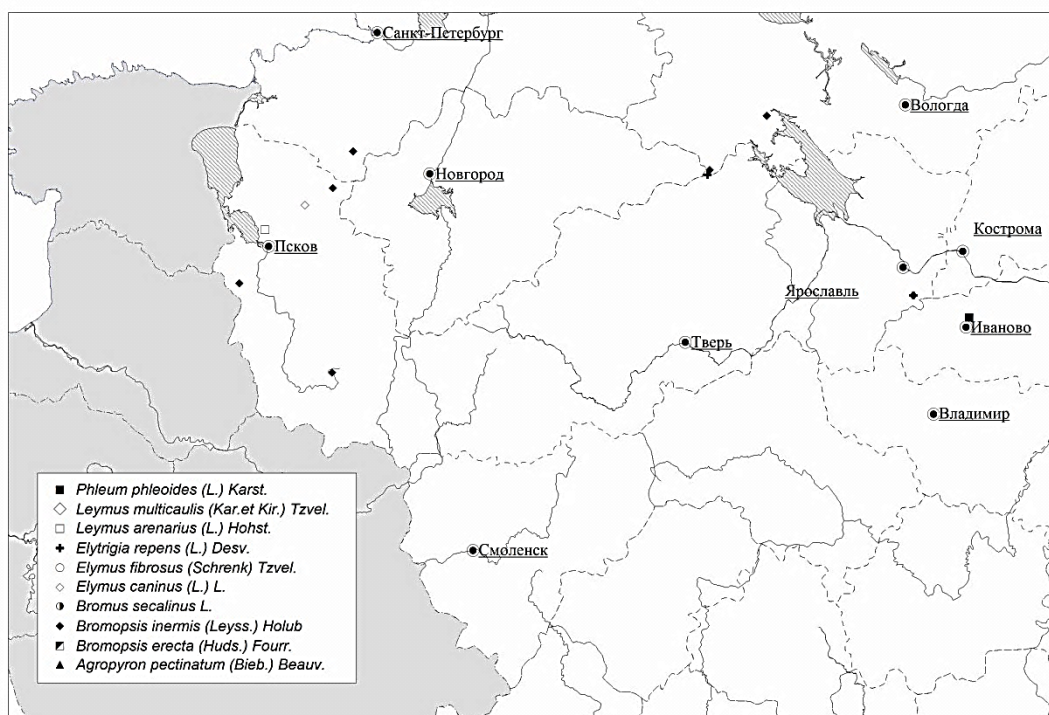 Санкт-Петербург
Вологда
Новгород
Кострома
Псков
Ярославль
Иваново
Тверь
Владимир
Смоленск
Phleum phleoides (L.) Karst.
Leymus multicaulis (Kar.et Kir.) Tzvel.
Leymus arenarius (L.) Hohst.
Elytrigia repens (L.) Desv.
Elymus fibrosus (Schrenk) Tzvel.
Elymus caninus (L.) L.
Bromus secalinus L.
Bromopsis inermis (Leyss.) Holub
Bromopsis erecta (Huds.) Fourr.
Agropyron pectinatum (Bieb.) Beauv.